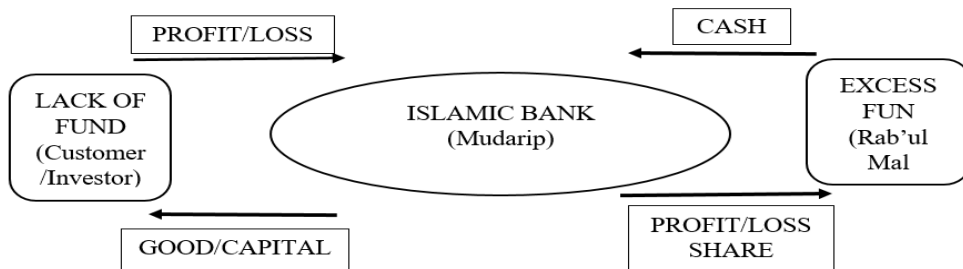 PROFIT/LOSS
CASH
LACK OF
FUND
(Customer
/Investor)
ISLAMIC BANK
(Mudarip)
EXCESS
FUN
(Rab’ul
Mal
GOOD/CAPITAL
PROFIT/LOSS
SHARE